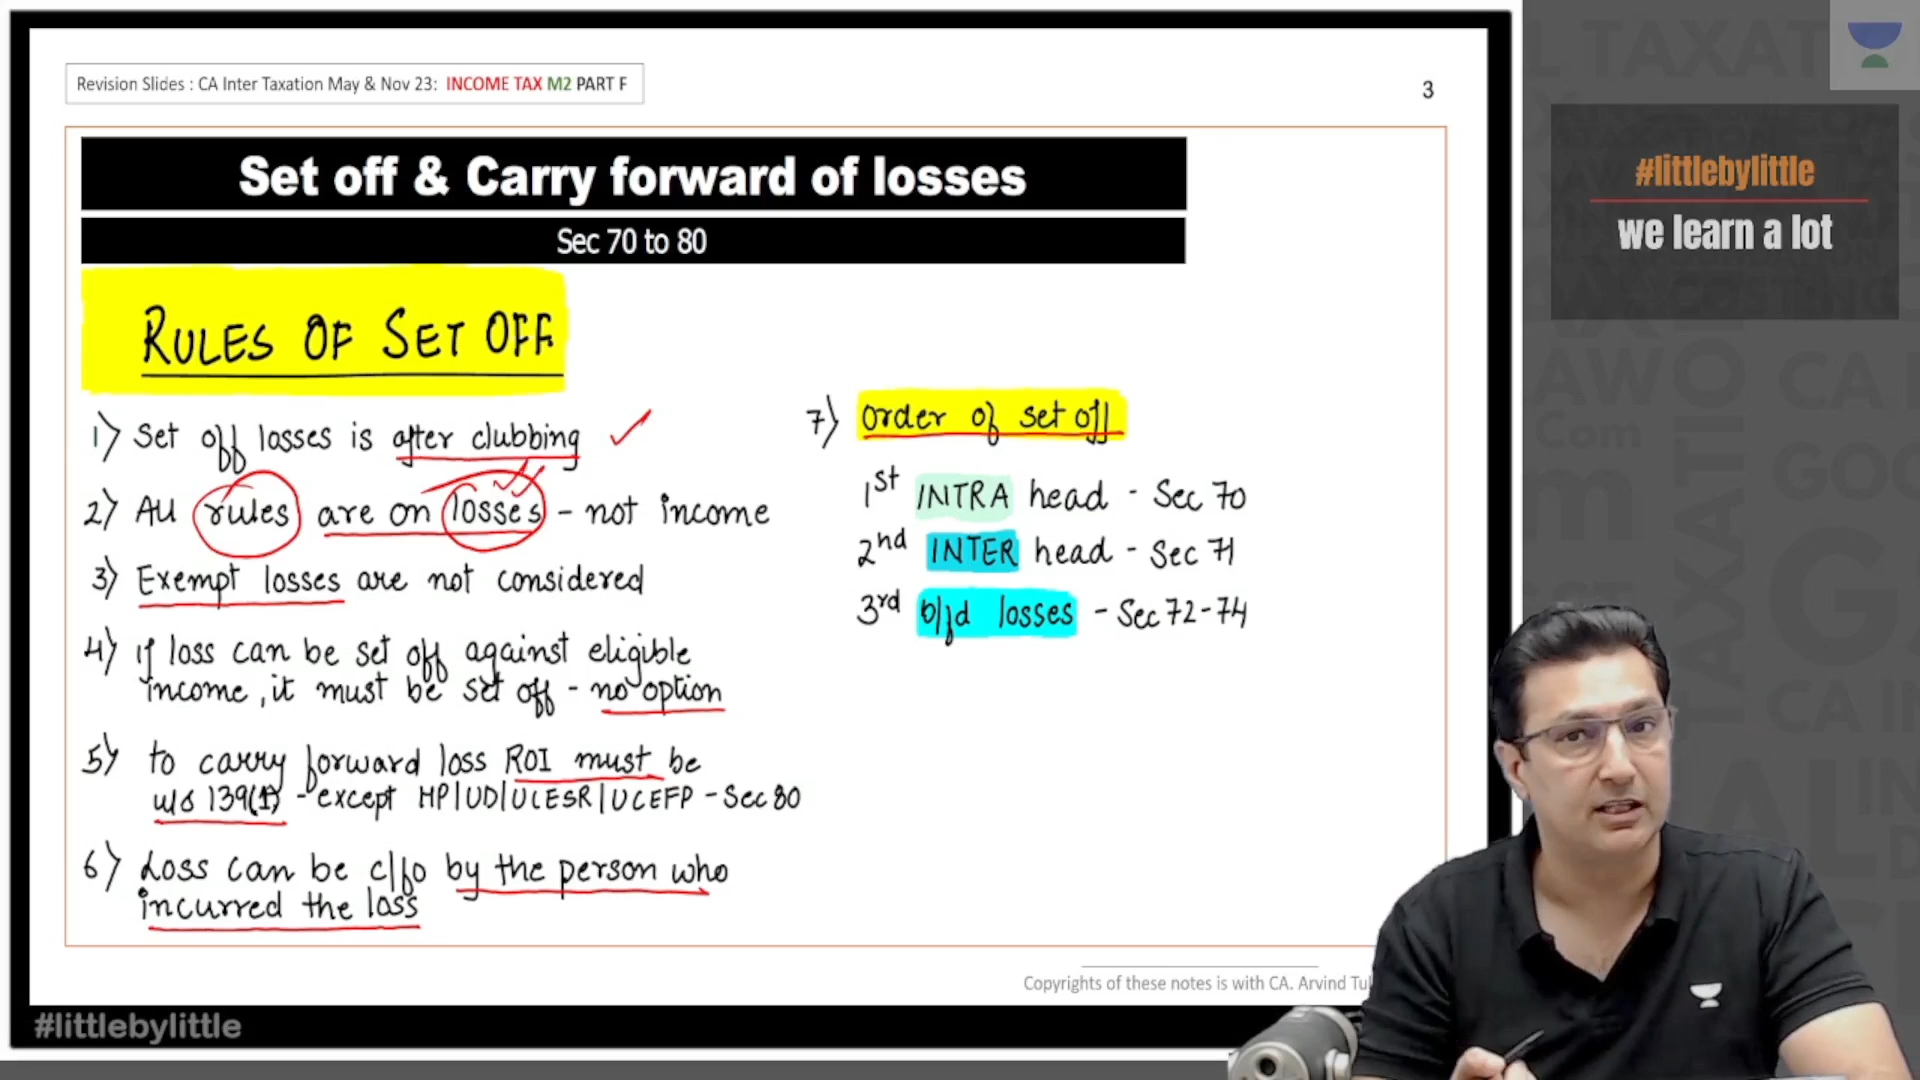 Revision Slides : CA Inter Taxation May & Nov 23: INCOME TAX M2 PART F
3
Set off & Carry forward of losses
Sec 70 to 80
RULES OF SET OFF
1) Set off losses is after clubbing
2) All rules are on losses - not income
3) Exempt losses are not considered
4) if loss can be set off against eligible
income, it must be set off - no option
5) to carry forward loss ROI must be
u/s 139(1) - except HP|UD|ULESR|UCEFP - Sec 80
6) Loss can be c/fo by the person who
incurred the loss
7) Order of set off
1st INTRA head - Sec 70
2nd INTER head - Sec 71
3rd b/fd losses - Sec 72-74
Copyrights of these notes is with CA. Arvind
#littlebylittle
#littlebylittle
we learn a lot